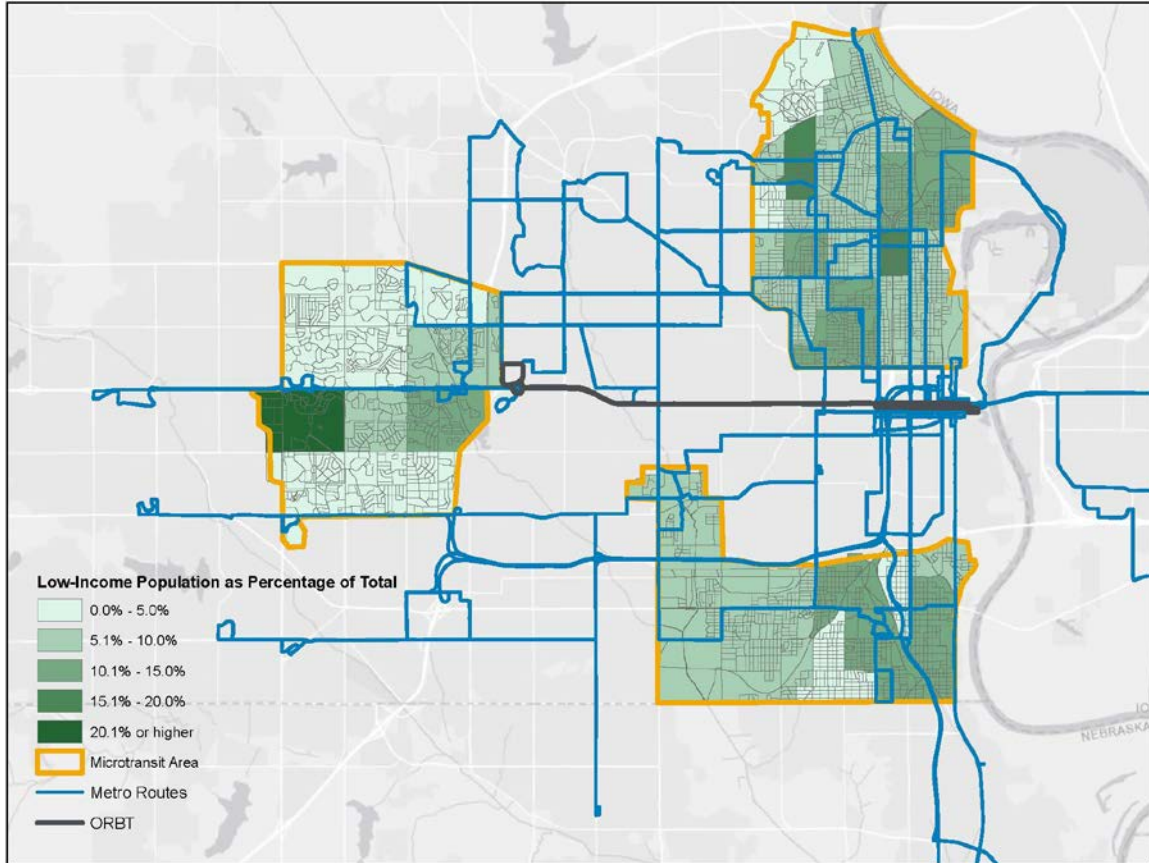 IOWA
Low-Income Population as Percentage of Total
0.0% - 5.0%
5.1% - 10.0%
10.1% - 15.0%
15.1% - 20.0%
20.1% or higher
Microtransit Area
Metro Routes
ORBT
NEBRASKA